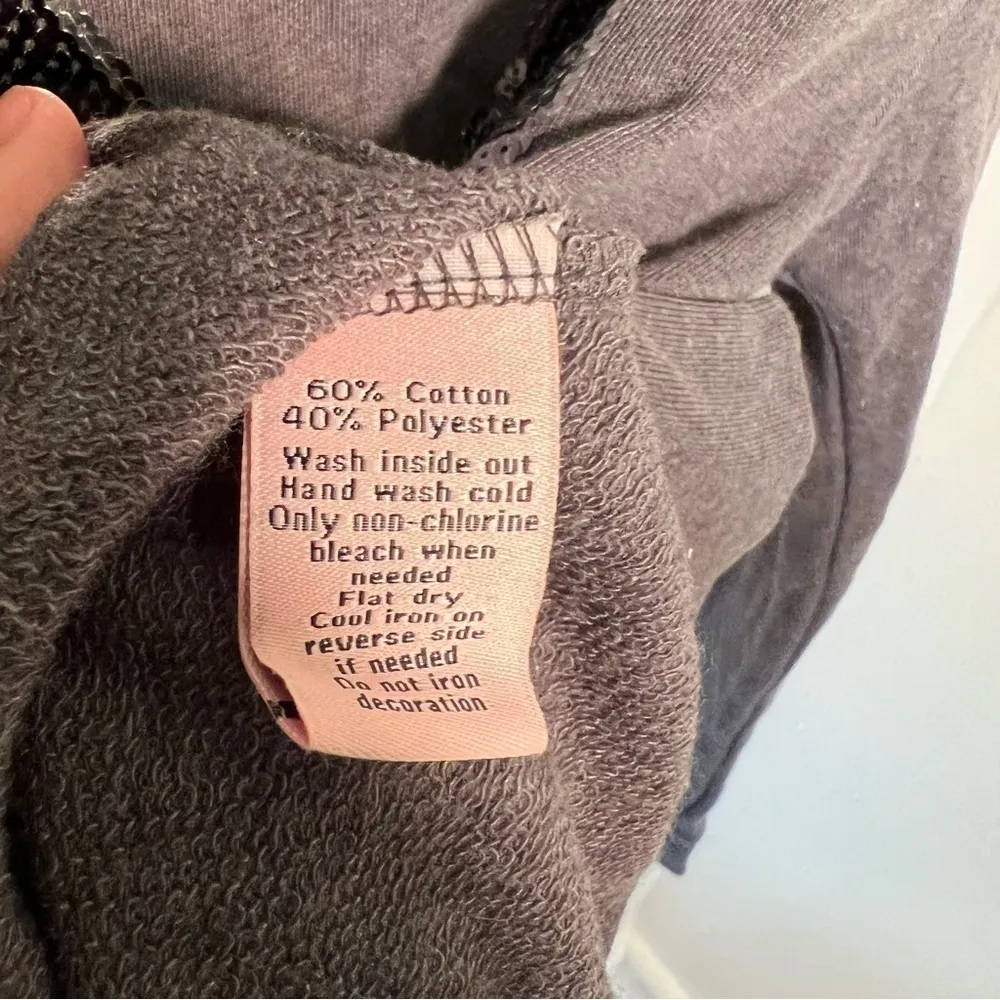 60% Cotton
40% Polyester
Wash inside out
Hand wash cold
Only non-chlorine
bleach when
needed
Flat dry
Cool iron on
reverse side
if needed
Do not iron
decoration